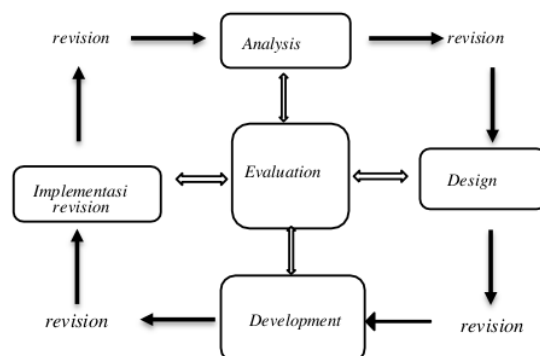 revision
Analysis
revision
Evaluation
Implementasi
revision
Design
revision
Development
revision